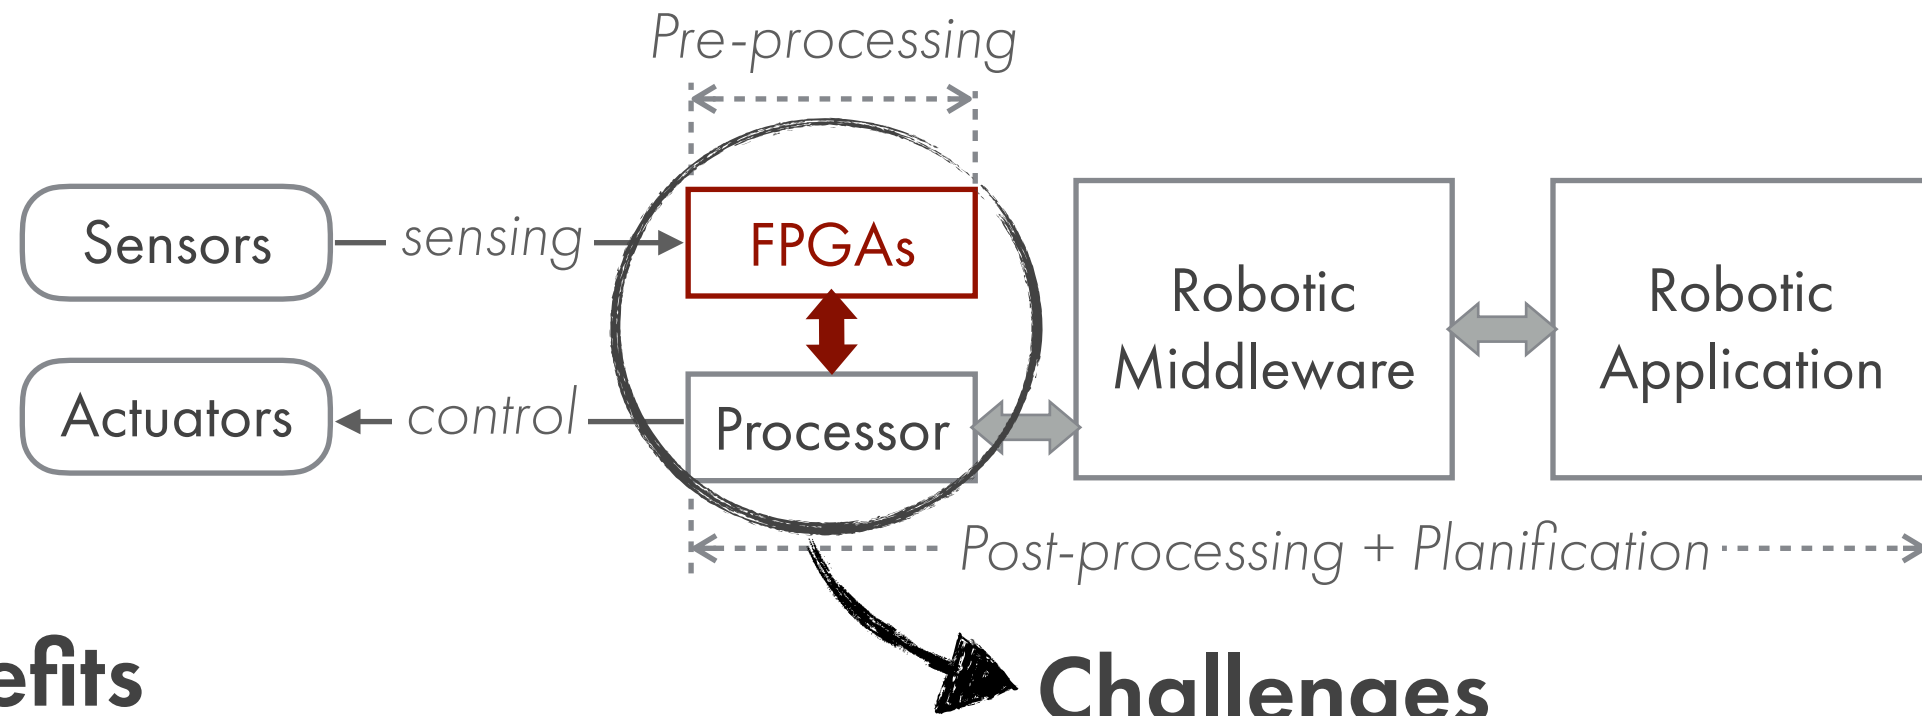 Pre-processing
Sensors
sensing
FPGAs
Robotic
Middleware
Robotic
Application
Actuators
control
Processor
Post-processing + Planification
efits
Challenges